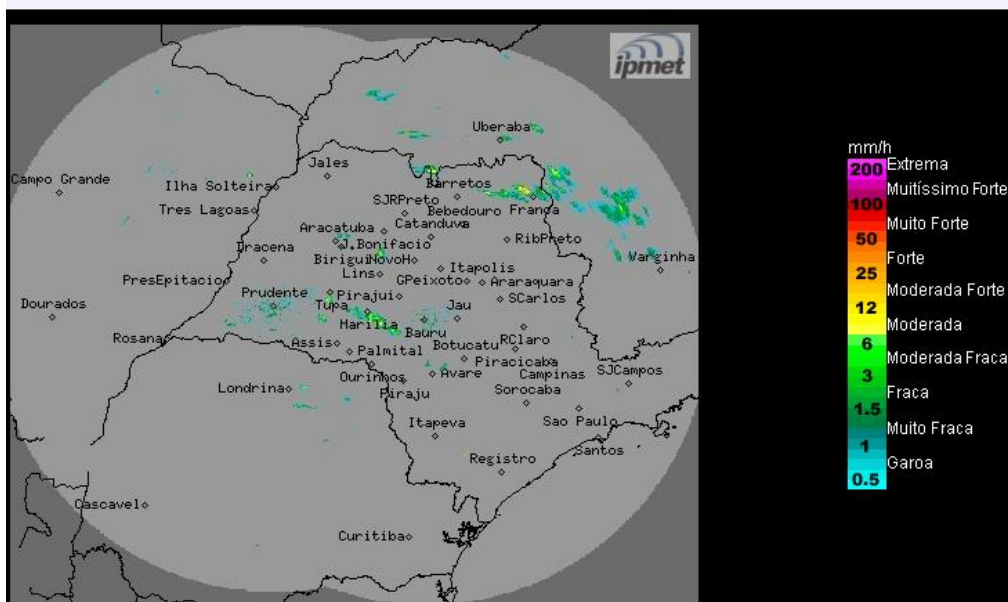 ipmet
Uberaba
Jales
Campo Grande
Ilha Solteira
Barretos
SJRPreto
Tres Lagoas
Bebedouro
Franca
Catanduva
Aracatuba
J.Bonifacio
RibPreto
Dracena
Birigui
NovoH
Varginha
Lins
Itapolis
PresEpitacio
GPeixoto
Araraquara
Prudente
Pirajui
SCarlos
Dourados
Tupa
Jau
Marilia
Bauru
Rosana
Assis
RClaro
Palmital
Botucatu
Piracicaba
Ourinhos
Avare
Campinas
SJCampos
Londrina
Piraju
Sorocaba
Itapeva
Sao Paulo
Santos
Registro
Cascavel
Curitiba
mm/h
200 Extrema
Muitíssimo Forte
100
Muito Forte
50
Forte
25
Moderada Forte
12
Moderada
6
Moderada Fraca
3
Fraca
1.5
Muito Fraca
1
Garoa
0.5